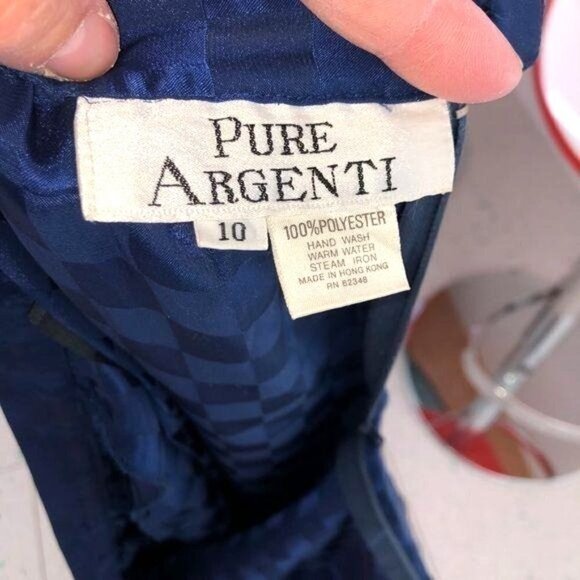 PURE
ARGENTI
10
100%POLYESTER
HAND WASH
WARM WATER
STEAM IRON
MADE IN HONG KONG
RN 82348